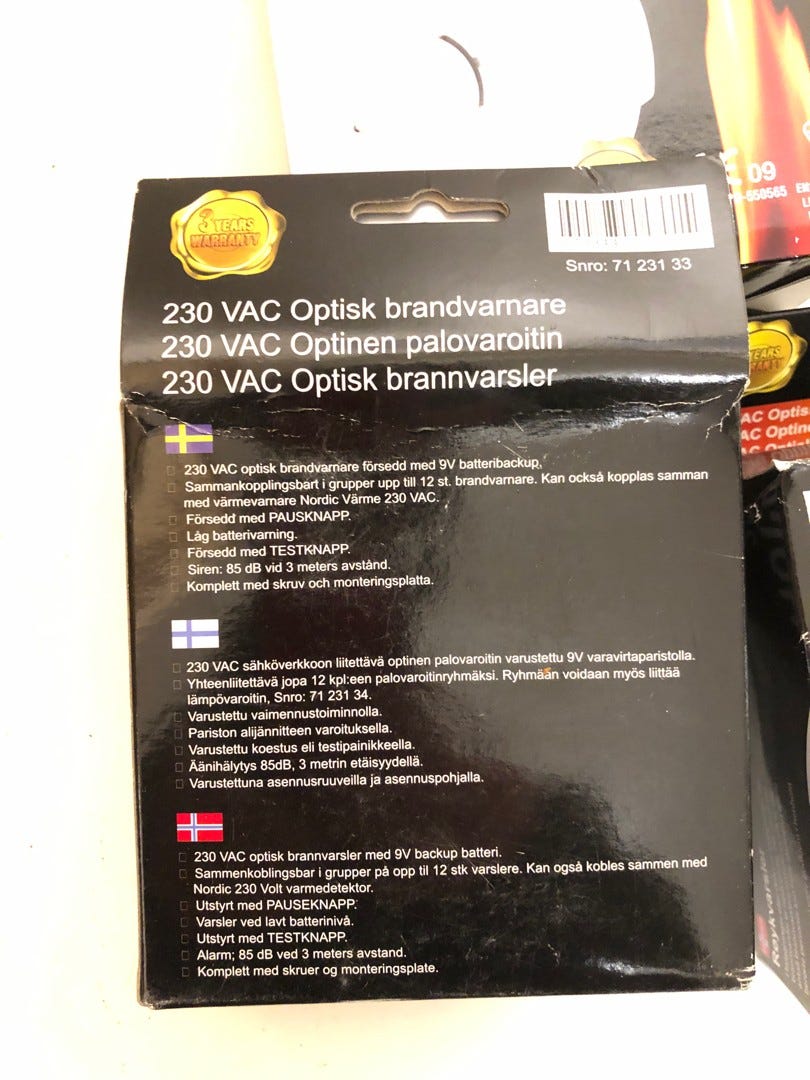 09
-550565
3
YEARS
WARRANTY
Snro: 71 231 33
230 VAC Optisk brandvarnare
230 VAC Optinen palovaroitin
230 VAC Optisk brannvarsler
230 VAC optisk brandvarnare försedd med 9V batteribackup,
Sammankopplingsbart i grupper upp till 12 st. brandvarnare. Kan också kopplas samman
med värmevarnare Nordic Värme 230 VAC.
Försedd med PAUSKNAPP.
Låg batterivarning.
Försedd med TESTKNAPP.
Siren: 85 dB vid 3 meters avstånd.
Komplett med skruv och monteringsplatta.
230 VAC sähköverkkoon liitettävä optinen palovaroitin varustettu 9V varavirtaparistolla.
Yhteenliitettävä jopa 12 kpl:een palovaroitinryhmäksi. Ryhmään voidaan myös liittää
lämpövaroitin, Snro: 71 231 34.
Varustettu vaimennustoiminnolla.
Pariston alijännitteen varoituksella.
Varustettu koestus eli testipainikkeella.
Äänihälytys 85dB, 3 metrin etäisyydellä.
Varustettuna asennusruuveilla ja asennuspohjalla.
230 VAC optisk brannvarsler med 9V backup batteri.
Sammenkoblingsbar i grupper på opp til 12 stk varslere. Kan også kobles sammen med
Nordic 230 Volt varmedetektor.
Utstyrt med PAUSEKNAPP.
Varsler ved lavt batterinivå.
Utstyrt med TESTKNAPP.
Alarm; 85 dB ved 3 meters avstand.
Komplett med skruer og monteringsplate.
AC Optis
AC Optine